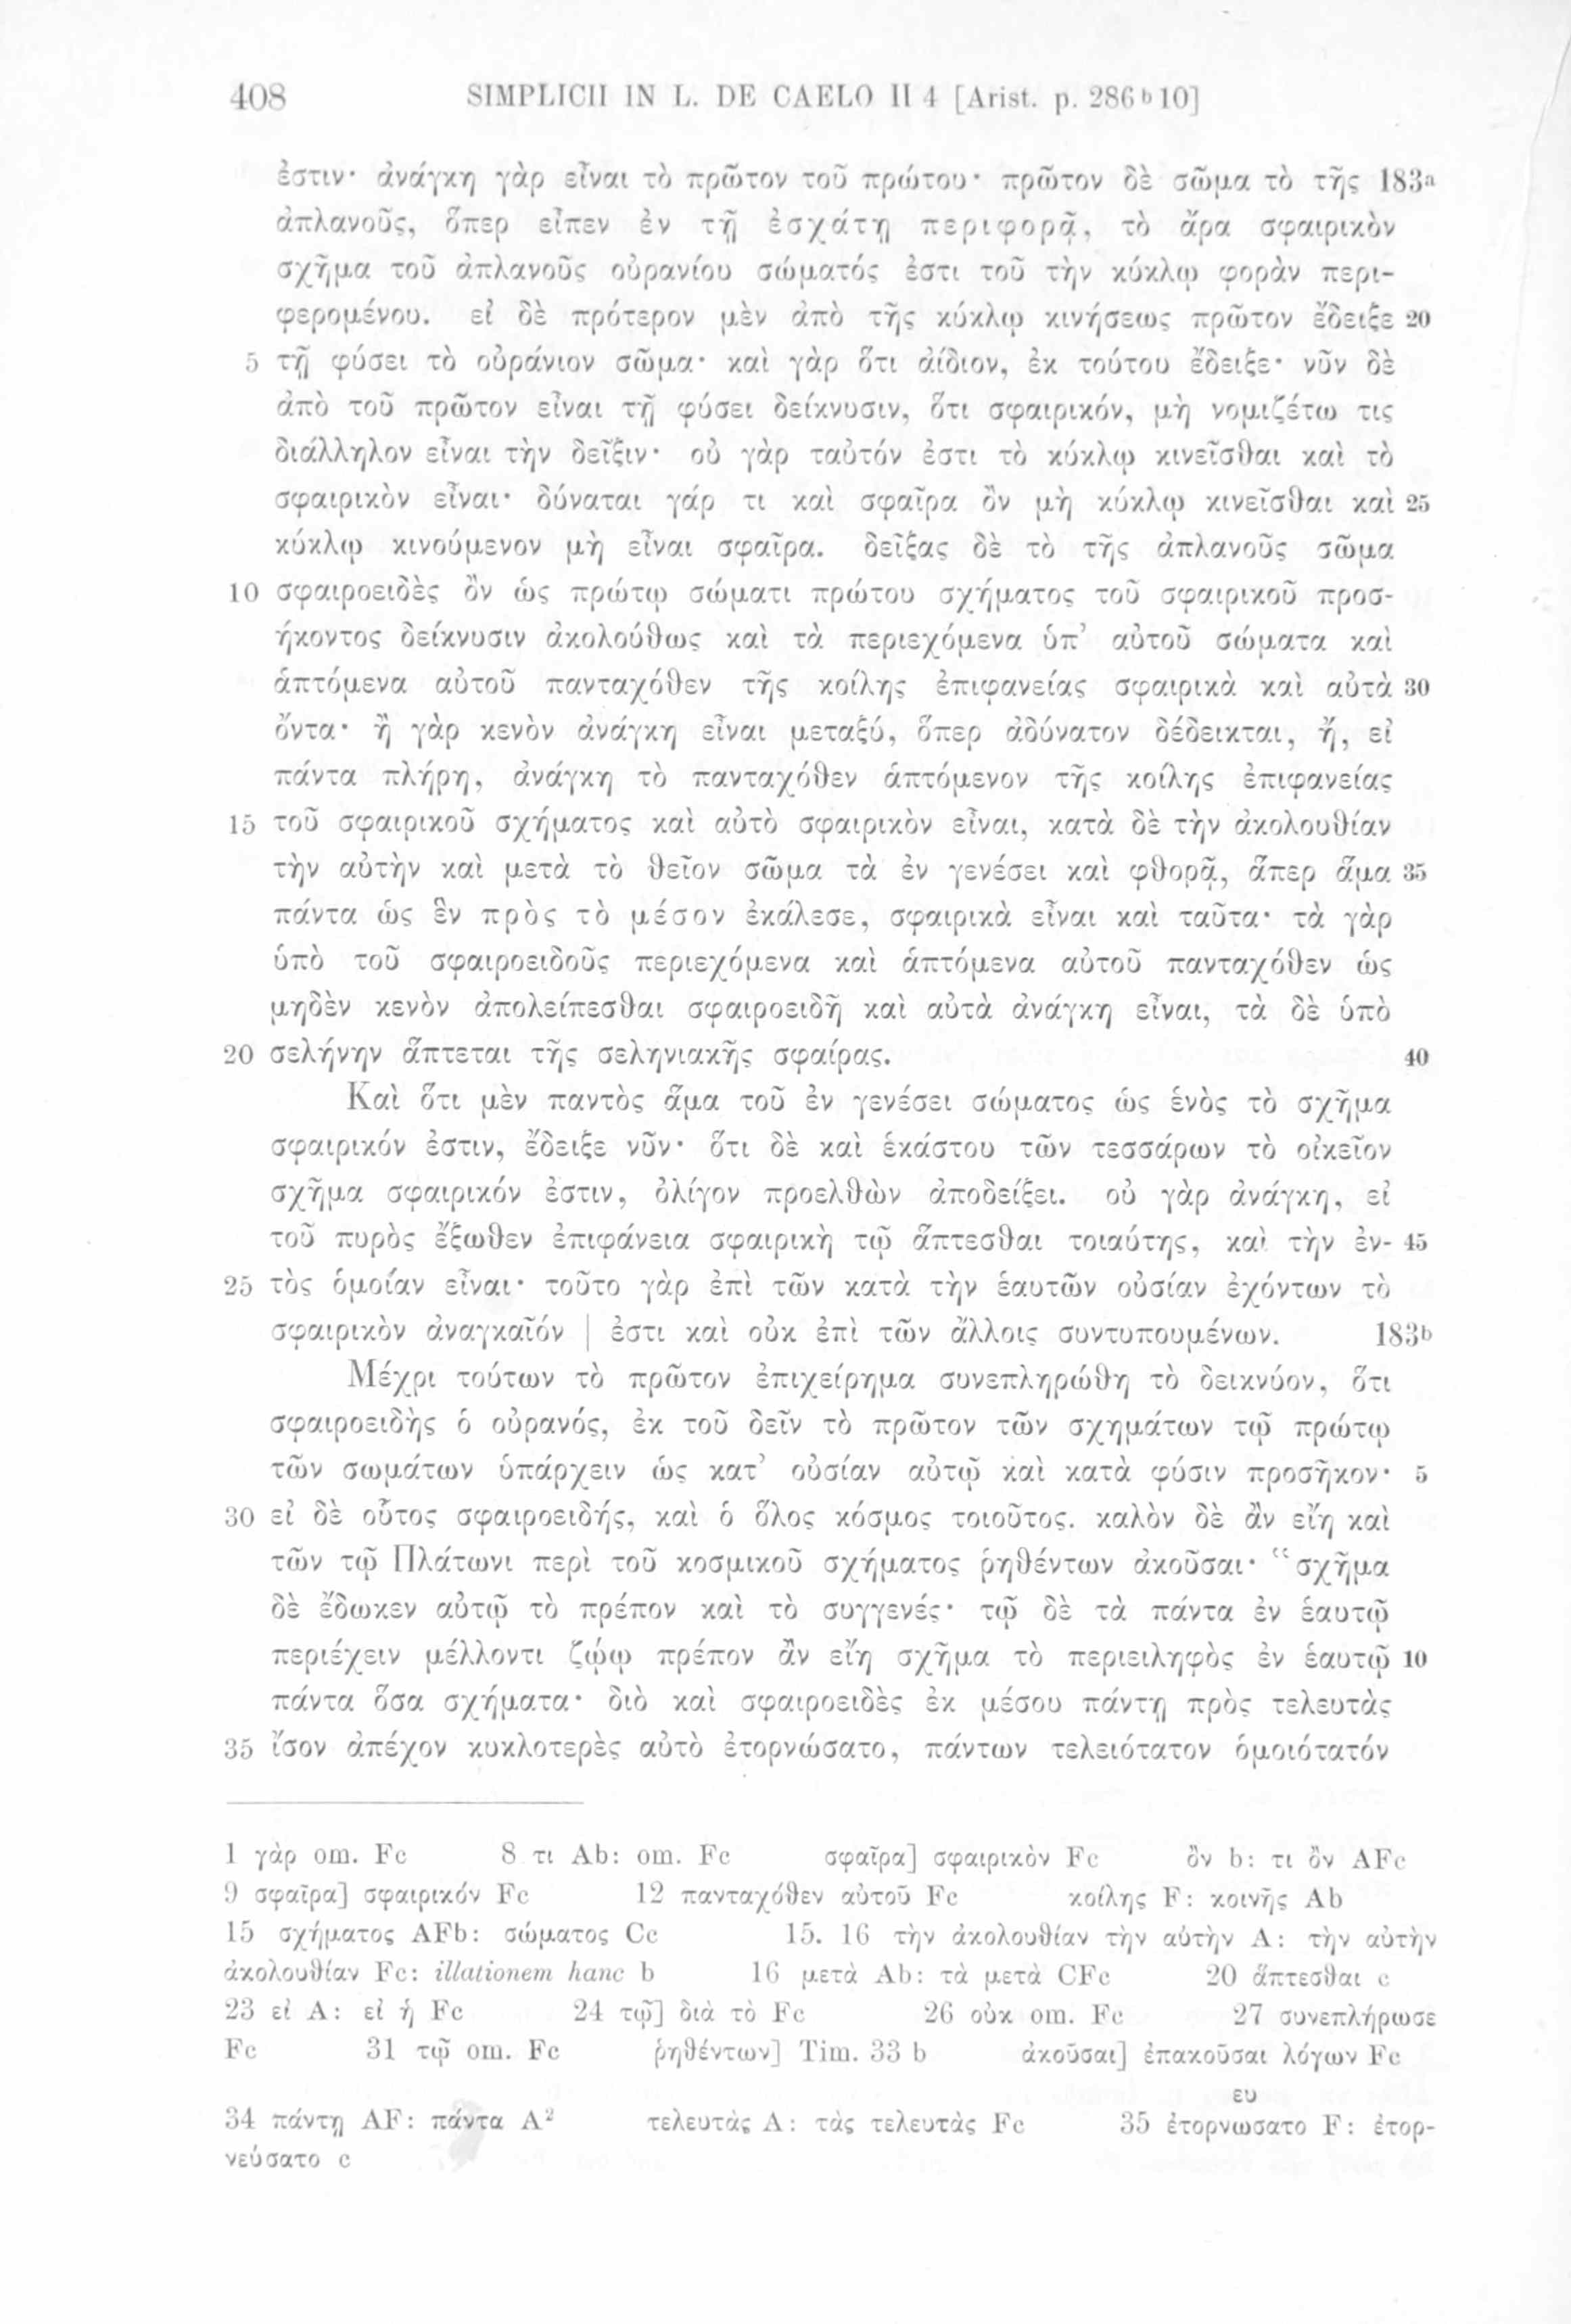 408 SIMPLICII IN L. DE CAELO II 4 [Arist. p. 286ᵇ10]
ἐστιν· ἀνάγκη γὰρ εἶναι τὸ πρῶτον τοῦ πρώτου· πρῶτον δὲ σῶμα τὸ τῆς 183ᵃ
ἀπλανοῦς, ὅπερ εἶπεν ἐν τῇ ἐσχάτῃ περιφορᾷ, τὸ ἄρα σφαιρικὸν
σχῆμα τοῦ ἀπλανοῦς οὐρανίου σώματός ἐστι τοῦ τὴν κύκλῳ φορὰν περι-
φερομένου. εἰ δὲ πρότερον μὲν ἀπὸ τῆς κύκλῳ κινήσεως πρῶτον ἔδειξε 20
5 τῇ φύσει τὸ οὐράνιον σῶμα· καὶ γὰρ ὅτι ἀίδιον, ἐκ τούτου ἔδειξε· νῦν δὲ
ἀπὸ τοῦ πρῶτον εἶναι τῇ φύσει δείκνυσιν, ὅτι σφαιρικόν, μὴ νομιζέτω τις
διάλληλον εἶναι τὴν δεῖξιν· οὐ γὰρ ταὐτόν ἐστι τὸ κύκλῳ κινεῖσθαι καὶ τὸ
σφαιρικὸν εἶναι· δύναται γάρ τι καὶ σφαῖρα ὂν μὴ κύκλῳ κινεῖσθαι καὶ 25
κύκλῳ κινούμενον μὴ εἶναι σφαῖρα. δείξας δὲ τὸ τῆς ἀπλανοῦς σῶμα
10 σφαιροειδὲς ὂν ὡς πρώτῳ σώματι πρώτου σχήματος τοῦ σφαιρικοῦ προσ-
ήκοντος δείκνυσιν ἀκολούθως καὶ τὰ περιεχόμενα ὑπ’ αὐτοῦ σώματα καὶ
ἁπτόμενα αὐτοῦ πανταχόθεν τῆς κοίλης ἐπιφανείας σφαιρικὰ καὶ αὐτὰ 30
ὄντα· ἢ γὰρ κενὸν ἀνάγκη εἶναι μεταξύ, ὅπερ ἀδύνατον δέδεικται, ἤ, εἰ
πάντα πλήρη, ἀνάγκη τὸ πανταχόθεν ἁπτόμενον τῆς κοίλης ἐπιφανείας
15 τοῦ σφαιρικοῦ σχήματος καὶ αὐτὸ σφαιρικὸν εἶναι, κατὰ δὲ τὴν ἀκολουθίαν
τὴν αὐτὴν καὶ μετὰ τὸ θεῖον σῶμα τὰ ἐν γενέσει καὶ φθορᾷ, ἅπερ ἅμα 35
πάντα ὡς ἓν πρὸς τὸ μέσον ἐκάλεσε, σφαιρικὰ εἶναι καὶ ταῦτα· τὰ γὰρ
ὑπὸ τοῦ σφαιροειδοῦς περιεχόμενα καὶ ἁπτόμενα αὐτοῦ πανταχόθεν ὡς
μηδὲν κενὸν ἀπολείπεσθαι σφαιροειδῆ καὶ αὐτὰ ἀνάγκη εἶναι, τὰ δὲ ὑπὸ
20 σελήνην ἅπτεται τῆς σεληνιακῆς σφαίρας. 40
Καὶ ὅτι μὲν παντὸς ἅμα τοῦ ἐν γενέσει σώματος ὡς ἑνὸς τὸ σχῆμα
σφαιρικόν ἐστιν, ἔδειξε νῦν· ὅτι δὲ καὶ ἑκάστου τῶν τεσσάρων τὸ οἰκεῖον
σχῆμα σφαιρικόν ἐστιν, ὀλίγον προελθὼν ἀποδείξει. οὐ γὰρ ἀνάγκη, εἰ
τοῦ πυρὸς ἔξωθεν ἐπιφάνεια σφαιρικὴ τῷ ἅπτεσθαι τοιαύτης, καὶ τὴν ἐν- 45
25 τὸς ὁμοίαν εἶναι· τοῦτο γὰρ ἐπὶ τῶν κατὰ τὴν ἑαυτῶν οὐσίαν ἐχόντων τὸ
σφαιρικὸν ἀναγκαῖόν | ἐστι καὶ οὐκ ἐπὶ τῶν ἄλλοις συντυπουμένων. 183ᵇ
Μέχρι τούτων τὸ πρῶτον ἐπιχείρημα συνεπληρώθη τὸ δεικνύον, ὅτι
σφαιροειδὴς ὁ οὐρανός, ἐκ τοῦ δεῖν τὸ πρῶτον τῶν σχημάτων τῷ πρώτῳ
τῶν σωμάτων ὑπάρχειν ὡς κατ’ οὐσίαν αὐτῷ καὶ κατὰ φύσιν προσῆκον· 5
30 εἰ δὲ οὗτος σφαιροειδής, καὶ ὁ ὅλος κόσμος τοιοῦτος. καλὸν δὲ ἂν εἴη καὶ
τῶν τῷ Πλάτωνι περὶ τοῦ κοσμικοῦ σχήματος ῥηθέντων ἀκοῦσαι· “σχῆμα
δὲ ἔδωκεν αὐτῷ τὸ πρέπον καὶ τὸ συγγενές· τῷ δὲ τὰ πάντα ἐν ἑαυτῷ
περιέχειν μέλλοντι ζῴῳ πρέπον ἂν εἴη σχῆμα τὸ περιειληφὸς ἐν ἑαυτῷ 10
πάντα ὅσα σχήματα· διὸ καὶ σφαιροειδὲς ἐκ μέσου πάντῃ πρὸς τελευτὰς
35 ἴσον ἀπέχον κυκλοτερὲς αὐτὸ ἐτορνώσατο, πάντων τελειότατον ὁμοιότατόν
1 γὰρ om. Fc 8 τι Ab: om. Fc σφαῖρα] σφαιρικὸν Fc ὂν b: τι ὂν AFc
9 σφαῖρα] σφαιρικόν Fc 12 πανταχόθεν αὐτοῦ Fc κοίλης F: κοινῆς Ab
15 σχήματος AFb: σώματος Cc 15. 16 τὴν ἀκολουθίαν τὴν αὐτὴν A: τὴν αὐτὴν
ἀκολουθίαν Fc: illationem hanc b 16 μετὰ Ab: τὰ μετὰ CFc 20 ἅπτεσθαι c
23 εἰ A: εἰ ἡ Fc 24 τῷ] διὰ τὸ Fc 26 οὐκ om. Fc 27 συνεπλήρωσε
Fc 31 τῷ om. Fc ῥηθέντων] Tim. 33 b ἀκοῦσαι] ἐπακοῦσαι λόγων Fc
ευ
34 πάντῃ AF: πάντα A² τελευτὰς A: τὰς τελευτὰς Fc 35 ἐτορνωσατο F: ἐτορ-
νεύσατο c